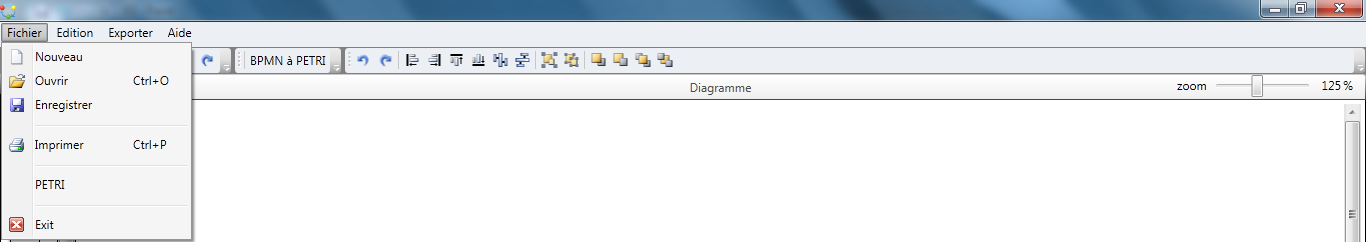 Fichier Edition Exporter Aide
Nouveau
BPMN à PETRI
Ouvrir Ctrl+O
Diagramme
zoom 125 %
Enregistrer
Imprimer Ctrl+P
PETRI
Exit